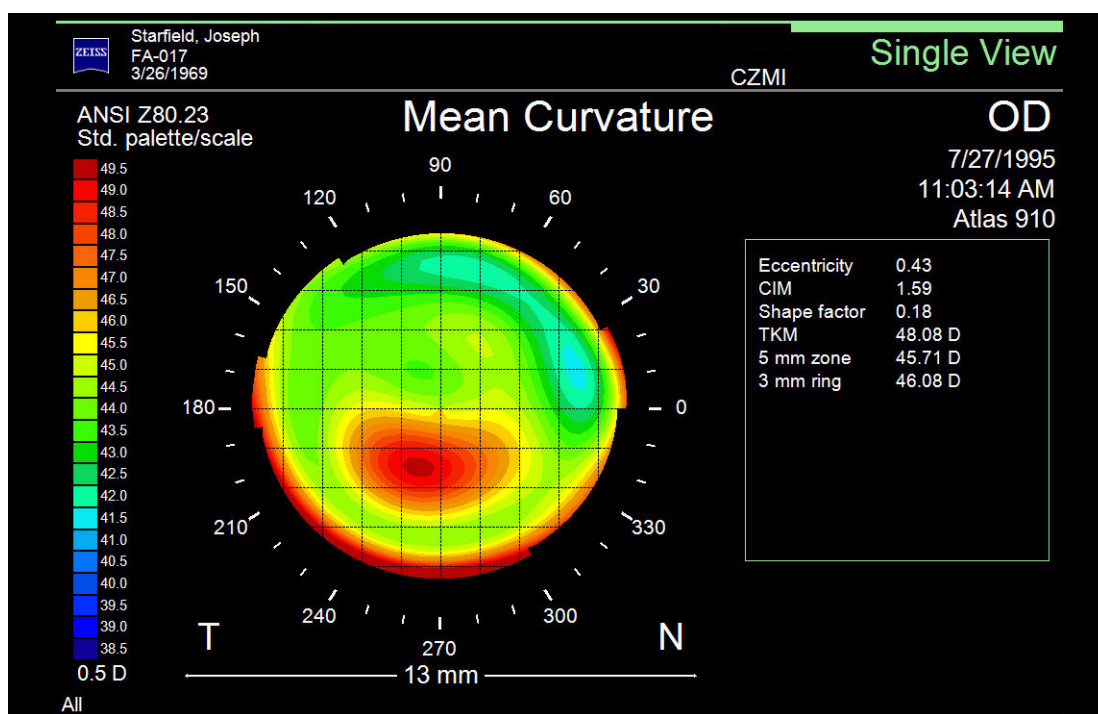 ZEISS
Starfield, Joseph
FA-017
3/26/1969
CZMI
Single View
ANSI Z80.23
Std. palette/scale
Mean Curvature
OD
7/27/1995
11:03:14 AM
Atlas 910
49.5
49.0
48.5
48.0
47.5
47.0
46.5
46.0
45.5
45.0
44.5
44.0
43.5
43.0
42.5
42.0
41.5
41.0
40.5
40.0
39.5
39.0
38.5
0.5 D
All
90
120
60
150
30
180
0
210
330
240
300
270
T
N
13 mm
Eccentricity 0.43
CIM 1.59
Shape factor 0.18
TKM 48.08 D
5 mm zone 45.71 D
3 mm ring 46.08 D